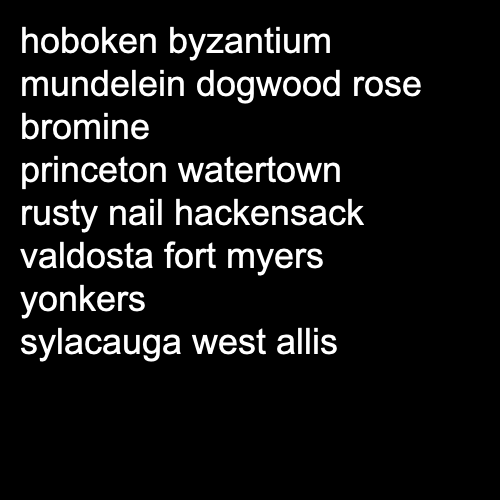 hoboken byzantium
mundelein dogwood rose
bromine
princeton watertown
rusty nail hackensack
valdosta fort myers
yonkers
sylacauga west allis